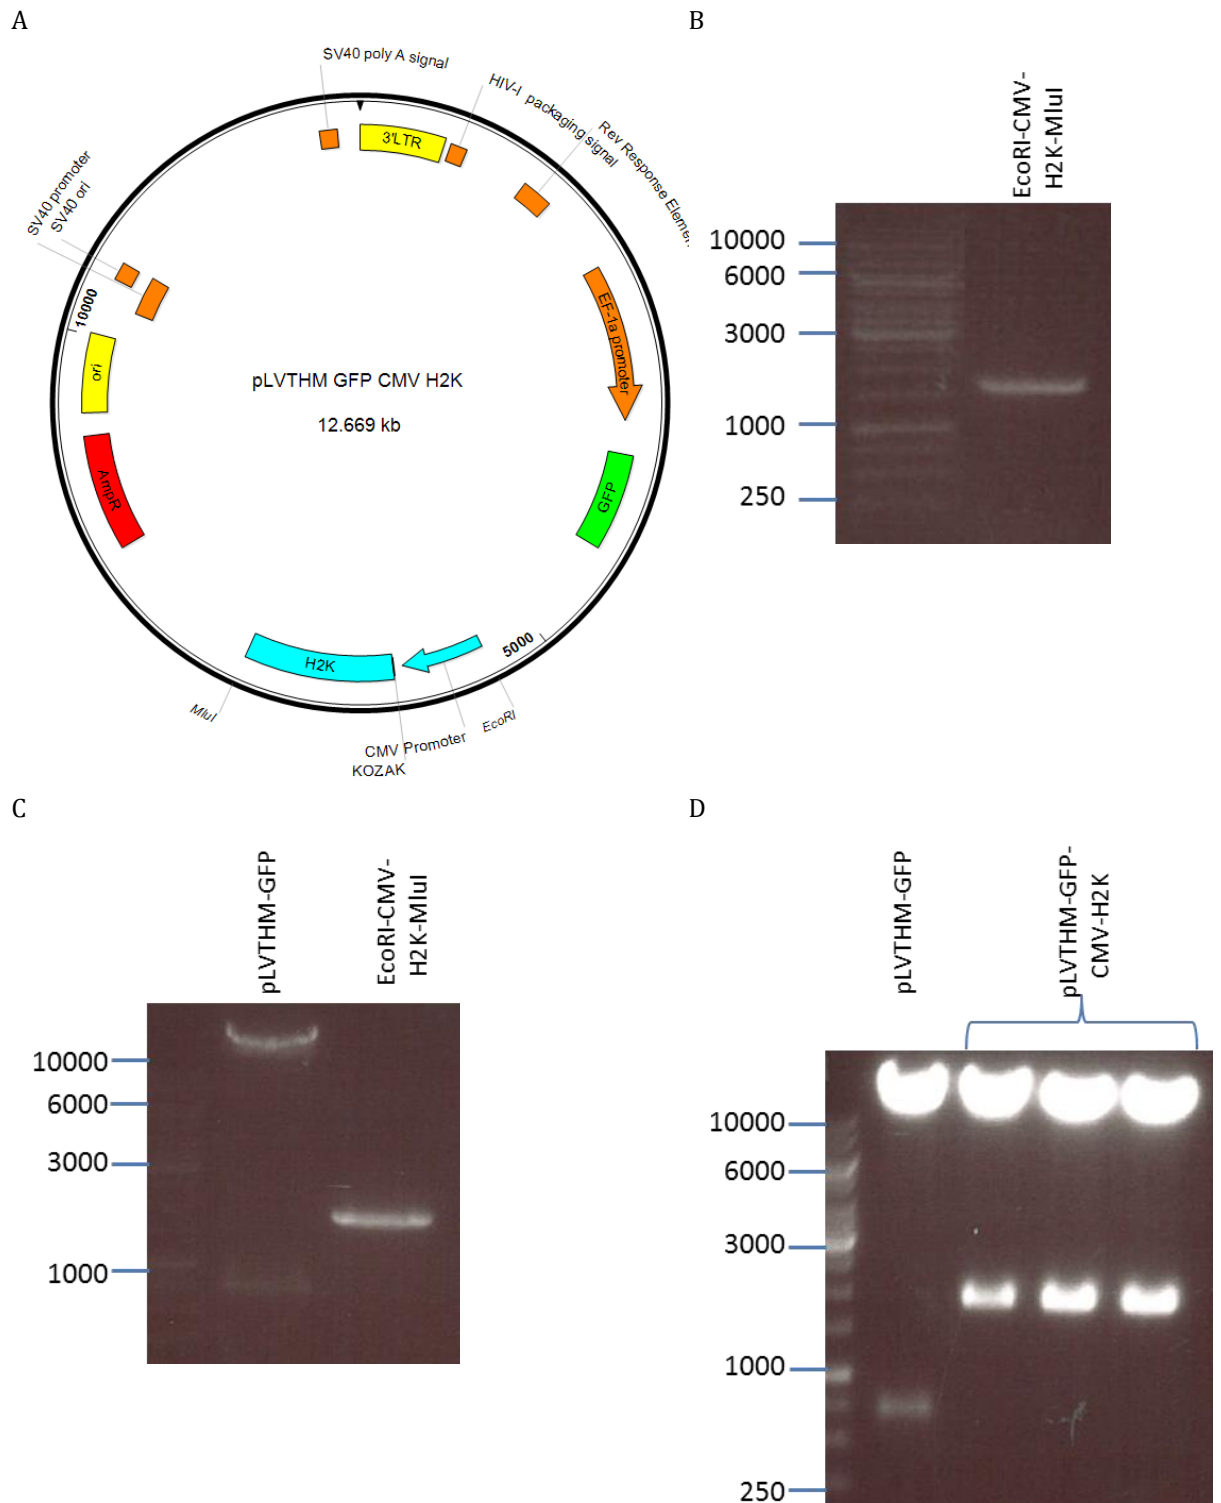 A
SV40 poly A signal
HIV-I packaging signal
Rev Response Elemen
3'LTR
SV40 promoter
SV40 ori
10000
EF-1a promoter
ori
pLVTHM GFP CMV H2K
12.669 kb
AmpR
GFP
5000
H2K
MluI
EcoRI
CMV Promoter
KOZAK
B
EcoRI-CMV-
H2K-MluI
10000
6000
3000
1000
250
C
pLVTHM-GFP
EcoRI-CMV-
H2K-MluI
10000
6000
3000
1000
D
pLVTHM-GFP
pLVTHM-GFP-
CMV-H2K
10000
6000
3000
1000
250